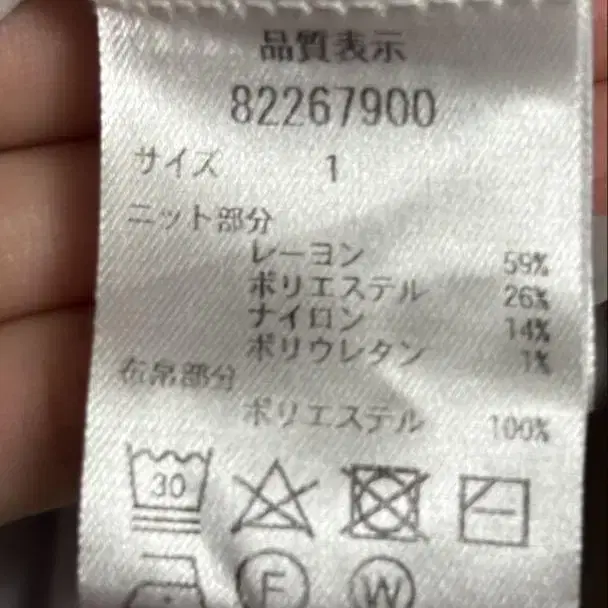 品質表示
82267900
サイズ 1
ニット部分
レーヨン 59%
ポリエステル 26%
ナイロン 14%
ポリウレタン 1%
布帛部分
ポリエステル 100%
30
F W